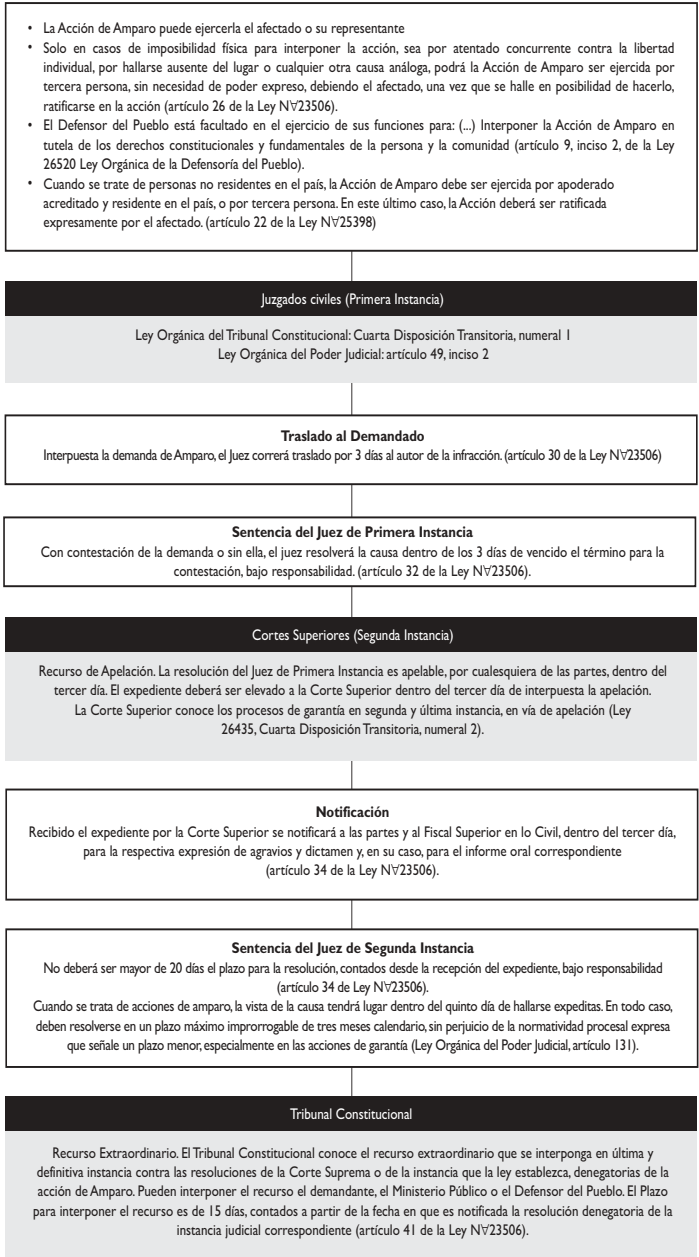 • La Acción de Amparo puede ejercerla el afectado o su representante
• Solo en casos de imposibilidad física para interponer la acción, sea por atentado concurrente contra la libertad
individual, por hallarse ausente del lugar o cualquier otra causa análoga, podrá la Acción de Amparo ser ejercida por
tercera persona, sin necesidad de poder expreso, debiendo el afectado, una vez que se halle en posibilidad de hacerlo,
ratificarse en la acción (artículo 26 de la Ley N∀23506).
• El Defensor del Pueblo está facultado en el ejercicio de sus funciones para: (...) Interponer la Acción de Amparo en
tutela de los derechos constitucionales y fundamentales de la persona y la comunidad (artículo 9, inciso 2, de la Ley
26520 Ley Orgánica de la Defensoría del Pueblo).
• Cuando se trate de personas no residentes en el país, la Acción de Amparo debe ser ejercida por apoderado
acreditado y residente en el país, o por tercera persona. En este último caso, la Acción deberá ser ratificada
expresamente por el afectado. (artículo 22 de la Ley N∀25398)
Juzgados civiles (Primera Instancia)
Ley Orgánica del Tribunal Constitucional: Cuarta Disposición Transitoria, numeral 1
Ley Orgánica del Poder Judicial: artículo 49, inciso 2
Traslado al Demandado
Interpuesta la demanda de Amparo, el Juez correrá traslado por 3 días al autor de la infracción. (artículo 30 de la Ley N∀23506)
Sentencia del Juez de Primera Instancia
Con contestación de la demanda o sin ella, el juez resolverá la causa dentro de los 3 días de vencido el término para la
contestación, bajo responsabilidad. (artículo 32 de la Ley N∀23506).
Cortes Superiores (Segunda Instancia)
Recurso de Apelación. La resolución del Juez de Primera Instancia es apelable, por cualesquiera de las partes, dentro del
tercer día. El expediente deberá ser elevado a la Corte Superior dentro del tercer día de interpuesta la apelación.
La Corte Superior conoce los procesos de garantía en segunda y última instancia, en vía de apelación (Ley
26435, Cuarta Disposición Transitoria, numeral 2).
Notificación
Recibido el expediente por la Corte Superior se notificará a las partes y al Fiscal Superior en lo Civil, dentro del tercer día,
para la respectiva expresión de agravios y dictamen y, en su caso, para el informe oral correspondiente
(artículo 34 de la Ley N∀23506).
Sentencia del Juez de Segunda Instancia
No deberá ser mayor de 20 días el plazo para la resolución, contados desde la recepción del expediente, bajo responsabilidad
(artículo 34 de la Ley N∀23506).
Cuando se trata de acciones de amparo, la vista de la causa tendrá lugar dentro del quinto día de hallarse expeditas. En todo caso,
deben resolverse en un plazo máximo improrrogable de tres meses calendario, sin perjuicio de la normatividad procesal expresa
que señale un plazo menor, especialmente en las acciones de garantía (Ley Orgánica del Poder Judicial, artículo 131).
Tribunal Constitucional
Recurso Extraordinario. El Tribunal Constitucional conoce el recurso extraordinario que se interponga en última y
definitiva instancia contra las resoluciones de la Corte Suprema o de la instancia que la ley establezca, denegatorias de la
acción de Amparo. Pueden interponer el recurso el demandante, el Ministerio Público o el Defensor del Pueblo. El Plazo
para interponer el recurso es de 15 días, contados a partir de la fecha en que es notificada la resolución denegatoria de la
instancia judicial correspondiente (artículo 41 de la Ley N∀23506).